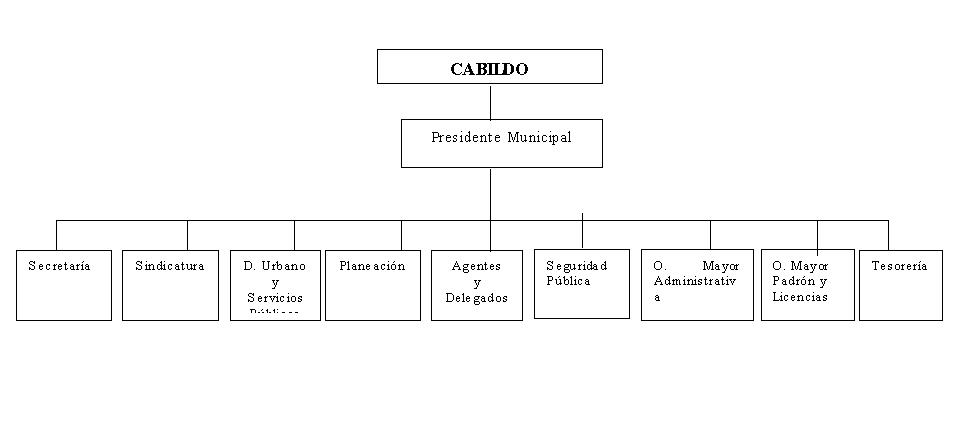 CABILDO
Presidente Municipal
Secretaría
Sindicatura
D. Urbano
y
Servicios
Planeación
Agentes
y
Delegados
Seguridad
Pública
O. Mayor
Administrativ
a
O. Mayor
Padrón y
Licencias
Tesorería